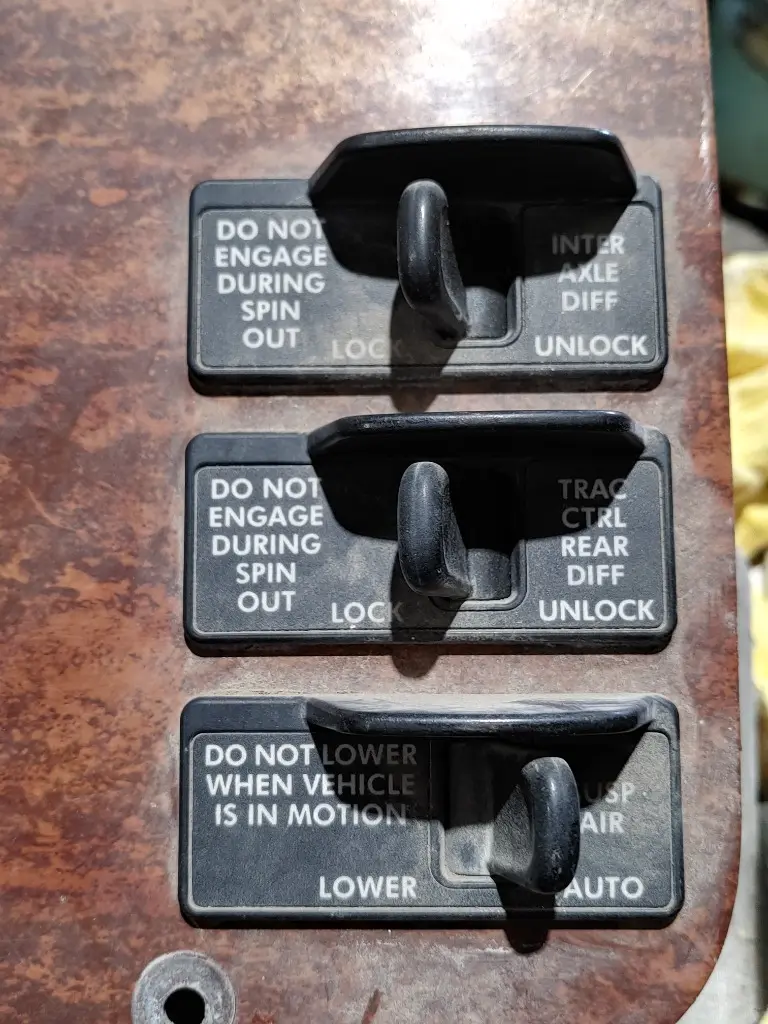 DO NOT
ENGAGE
DURING
SPIN
OUT
LOCK
INTER
AXLE
DIFF
UNLOCK
DO NOT
ENGAGE
DURING
SPIN
OUT
LOCK
TRAC
CTRL
REAR
DIFF
UNLOCK
DO NOT LOWER
WHEN VEHICLE
IS IN MOTION
LOWER
USP
AIR
AUTO